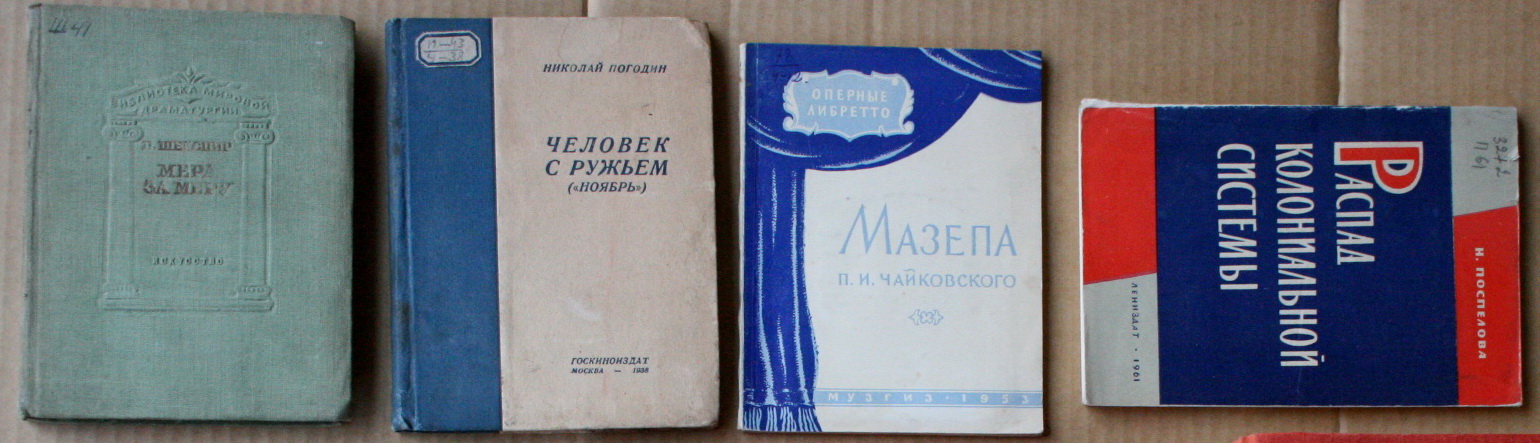 Ш 49
БИБЛИОТЕКА МИРОВОЙ
ДРАМАТУРГИИ
ШЕКСПИР
МЕРА
ЗА МЕРУ
ИСКУССТВО
НИКОЛАЙ ПОГОДИН
ЧЕЛОВЕК
С РУЖЬЕМ
(«НОЯБРЬ»)
ГОСКИНОИЗДАТ
МОСКВА — 1938
ОПЕРНЫЕ
ЛИБРЕТТО
МАЗЕПА
П. И. ЧАЙКОВСКОГО
МУЗГИЗ · 1953
Н. ПОСПЕЛОВА
РАСПАД
КОЛОНИАЛЬНОЙ
СИСТЕМЫ
ЛЕНИЗДАТ · 1961